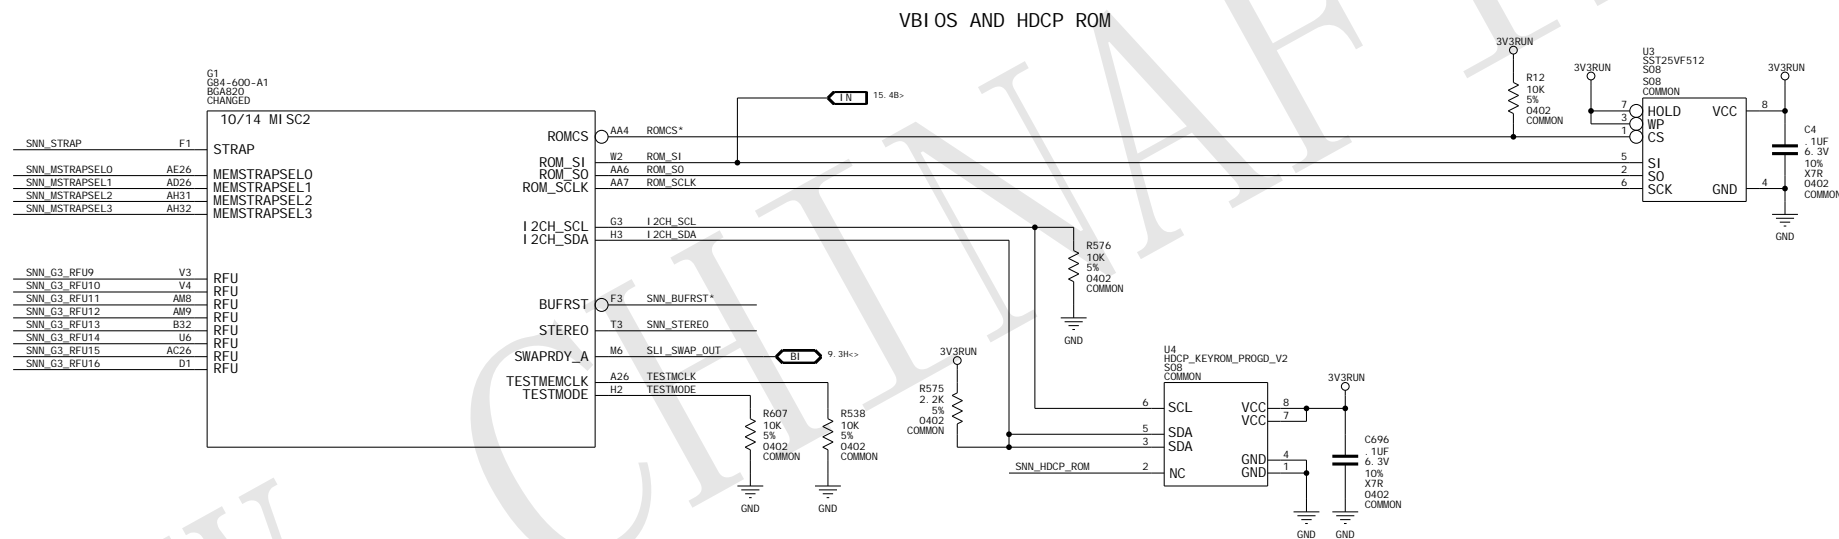 VBIOS AND HDCP ROM
G1
G84-600-A1
BGA820
CHANGED
10/14 MISC2
SNN_STRAP F1 STRAP
SNN_MSTRAPSEL0 AE26 MEMSTRAPSEL0
SNN_MSTRAPSEL1 AD26 MEMSTRAPSEL1
SNN_MSTRAPSEL2 AH31 MEMSTRAPSEL2
SNN_MSTRAPSEL3 AH32 MEMSTRAPSEL3
SNN_G3_RFU9 V3 RFU
SNN_G3_RFU10 V4 RFU
SNN_G3_RFU11 AM8 RFU
SNN_G3_RFU12 AM9 RFU
SNN_G3_RFU13 B32 RFU
SNN_G3_RFU14 U6 RFU
SNN_G3_RFU15 AC26 RFU
SNN_G3_RFU16 D1 RFU
ROMCS AA4 ROMCS*
ROM_SI W2 ROM_SI
ROM_SO AA6 ROM_SO
ROM_SCLK AA7 ROM_SCLK
I2CH_SCL G3 I2CH_SCL
I2CH_SDA H3 I2CH_SDA
BUFRST F3 SNN_BUFRST*
STEREO T3 SNN_STEREO
SWAPRDY_A M6 SLI_SWAP_OUT
TESTMEMCLK A26 TESTMCLK
TESTMODE H2 TESTMODE
IN 15.4B>
BI 9.3H<>
R607
10K
5%
0402
COMMON
GND
R538
10K
5%
0402
COMMON
GND
3V3RUN
R575
2.2K
5%
0402
COMMON
R576
10K
5%
0402
COMMON
GND
SNN_HDCP_ROM
U4
HDCP_KEYROM_PROGD_V2
SO8
COMMON
6 SCL
5 SDA
3 SDA
2 NC
VCC 8
VCC 7
GND 4
GND 1
3V3RUN
C696
.1UF
6.3V
10%
X7R
0402
COMMON
GND GND
3V3RUN
R12
10K
5%
0402
COMMON
3V3RUN
U3
SST25VF512
SO8
SO8
COMMON
7 HOLD
3 WP
1 CS
5 SI
2 SO
6 SCK
VCC 8
GND 4
3V3RUN
C4
.1UF
6.3V
10%
X7R
0402
COMMON
GND
CHINAF